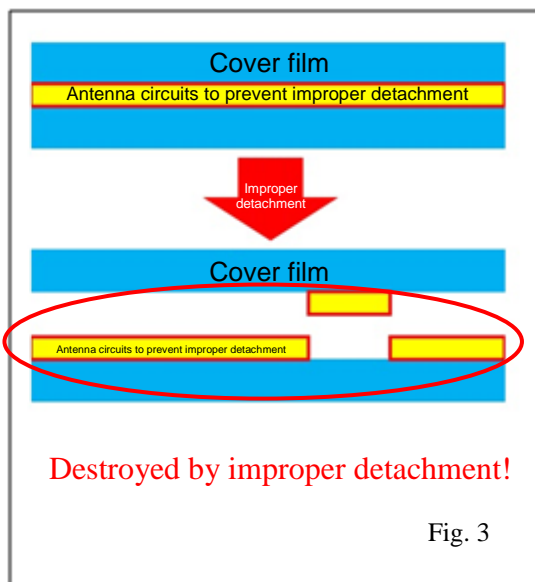 Cover film
Antenna circuits to prevent improper detachment
Improper
detachment
Cover film
Antenna circuits to prevent improper detachment
Destroyed by improper detachment!
Fig. 3